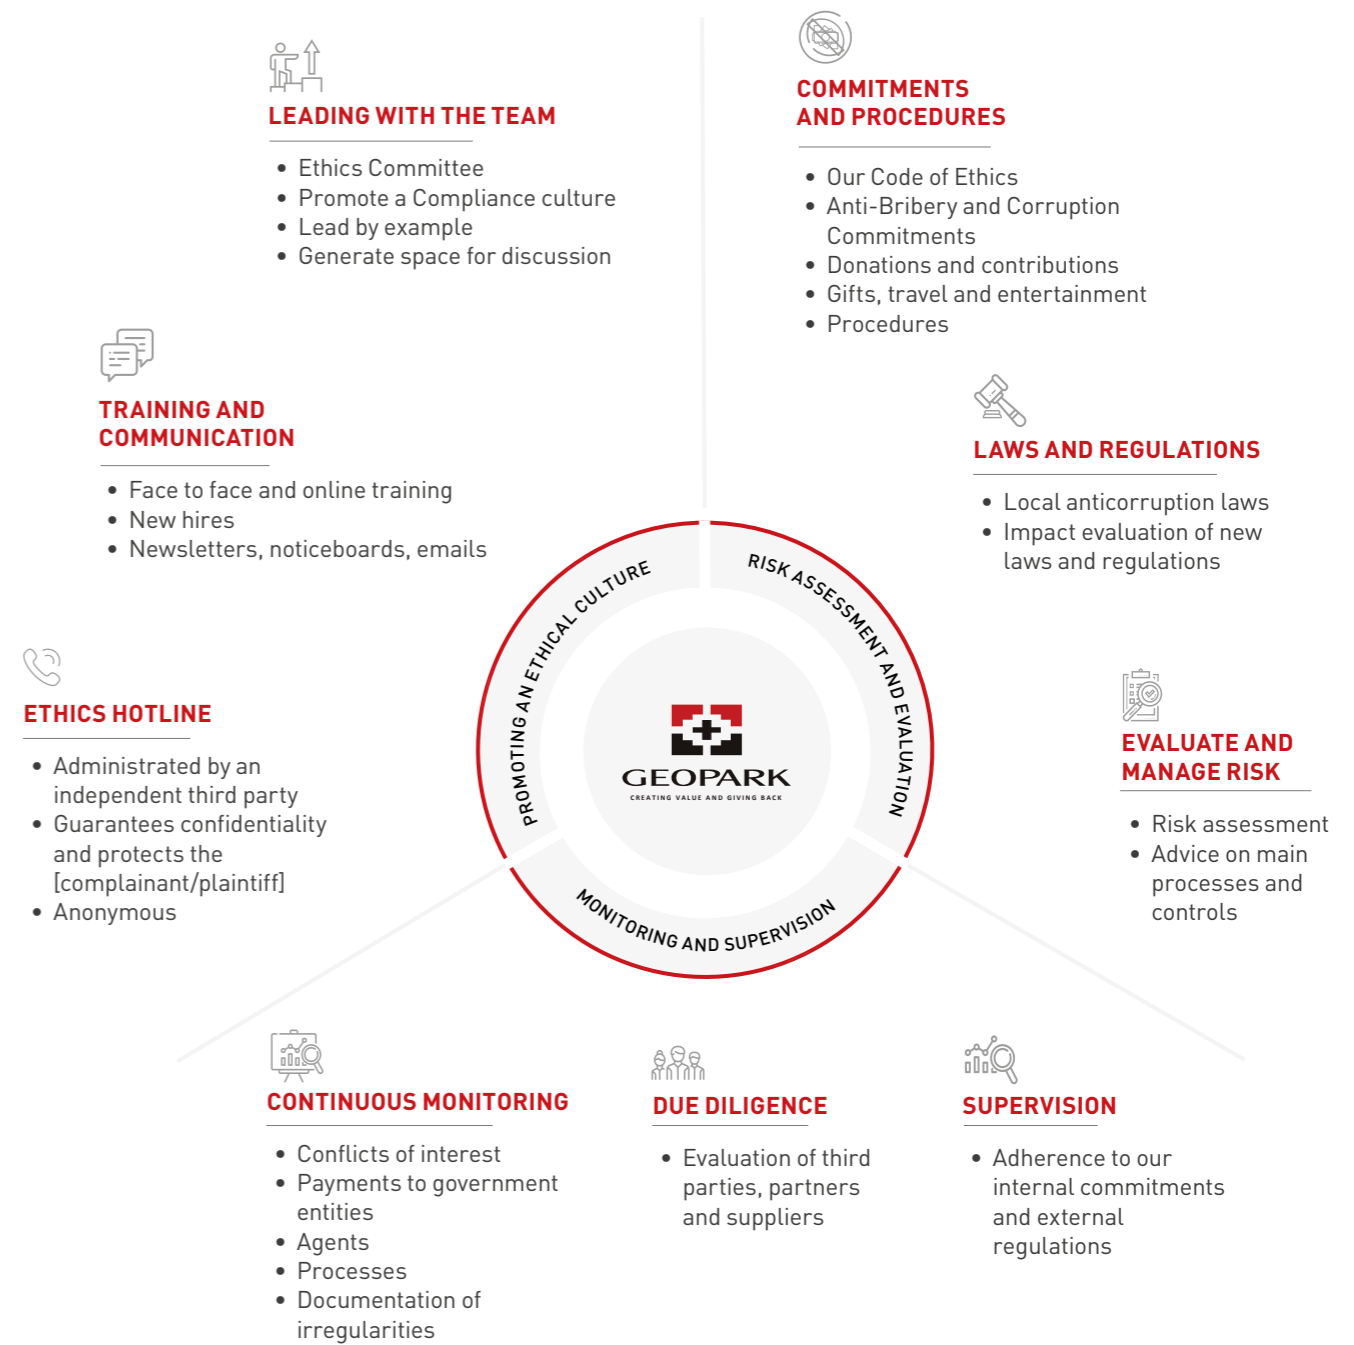 LEADING WITH THE TEAM
• Ethics Committee
• Promote a Compliance culture
• Lead by example
• Generate space for discussion
COMMITMENTS
AND PROCEDURES
• Our Code of Ethics
• Anti-Bribery and Corruption
Commitments
• Donations and contributions
• Gifts, travel and entertainment
• Procedures
TRAINING AND
COMMUNICATION
• Face to face and online training
• New hires
• Newsletters, noticeboards, emails
LAWS AND REGULATIONS
• Local anticorruption laws
• Impact evaluation of new
laws and regulations
ETHICS HOTLINE
• Administrated by an
independent third party
• Guarantees confidentiality
and protects the
[complainant/plaintiff]
• Anonymous
PROMOTING AN ETHICAL CULTURE
RISK ASSESSMENT AND EVALUATION
MONITORING AND SUPERVISION
GEOPARK
CREATING VALUE AND GIVING BACK
EVALUATE AND
MANAGE RISK
• Risk assessment
• Advice on main
processes and
controls
CONTINUOUS MONITORING
• Conflicts of interest
• Payments to government
entities
• Agents
• Processes
• Documentation of
irregularities
DUE DILIGENCE
• Evaluation of third
parties, partners
and suppliers
SUPERVISION
• Adherence to our
internal commitments
and external
regulations